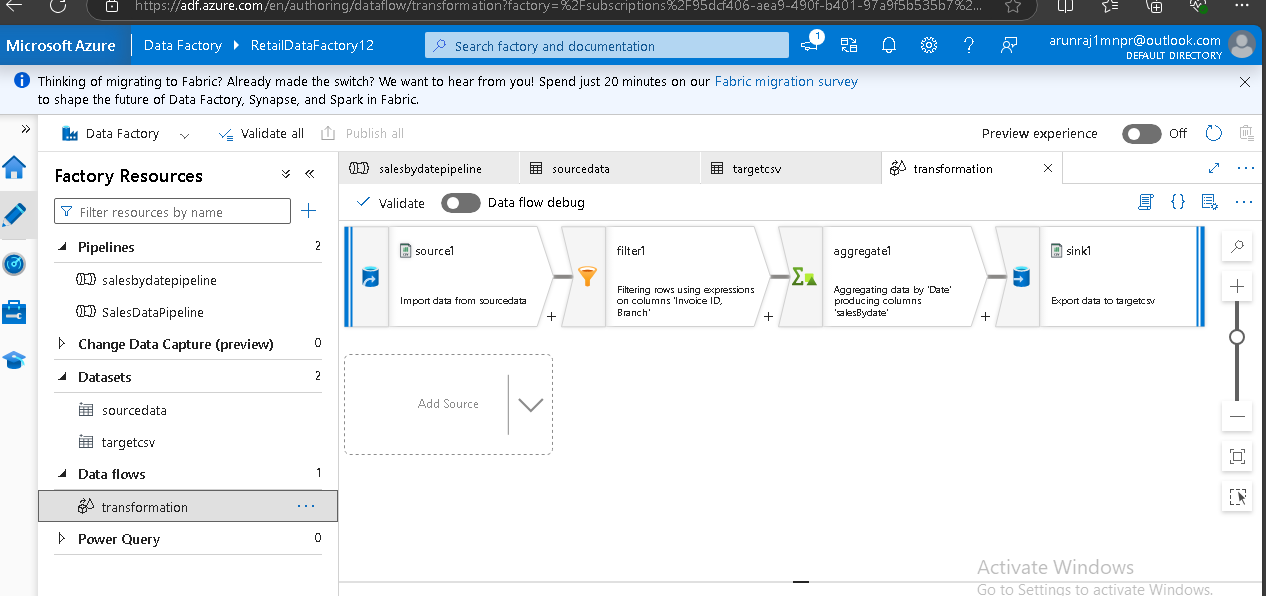 https://adf.azure.com/en/authoring/dataflow/transformation?factory=%2Fsubscriptions%2F95dcf406-aea9-490f-b401-97a9f5b535b7%2...
Microsoft Azure
Data Factory
RetailDataFactory12
Search factory and documentation
1
arunraj1mnpr@outlook.com
DEFAULT DIRECTORY
Thinking of migrating to Fabric? Already made the switch? We want to hear from you! Spend just 20 minutes on our Fabric migration survey
to shape the future of Data Factory, Synapse, and Spark in Fabric.
Data Factory
Validate all
Publish all
Preview experience
Off
Factory Resources
Filter resources by name
Pipelines
2
salesbydatepipeline
SalesDataPipeline
Change Data Capture (preview)
0
Datasets
2
sourcedata
targetcsv
Data flows
1
transformation
Power Query
0
salesbydatepipeline
sourcedata
targetcsv
transformation
Validate
Data flow debug
source1
Import data from sourcedata
filter1
Filtering rows using expressions
on columns 'Invoice ID,
Branch'
aggregate1
Aggregating data by 'Date'
producing columns
'salesBydate'
sink1
Export data to targetcsv
Add Source
Activate Windows
Go to Settings to activate Windows.